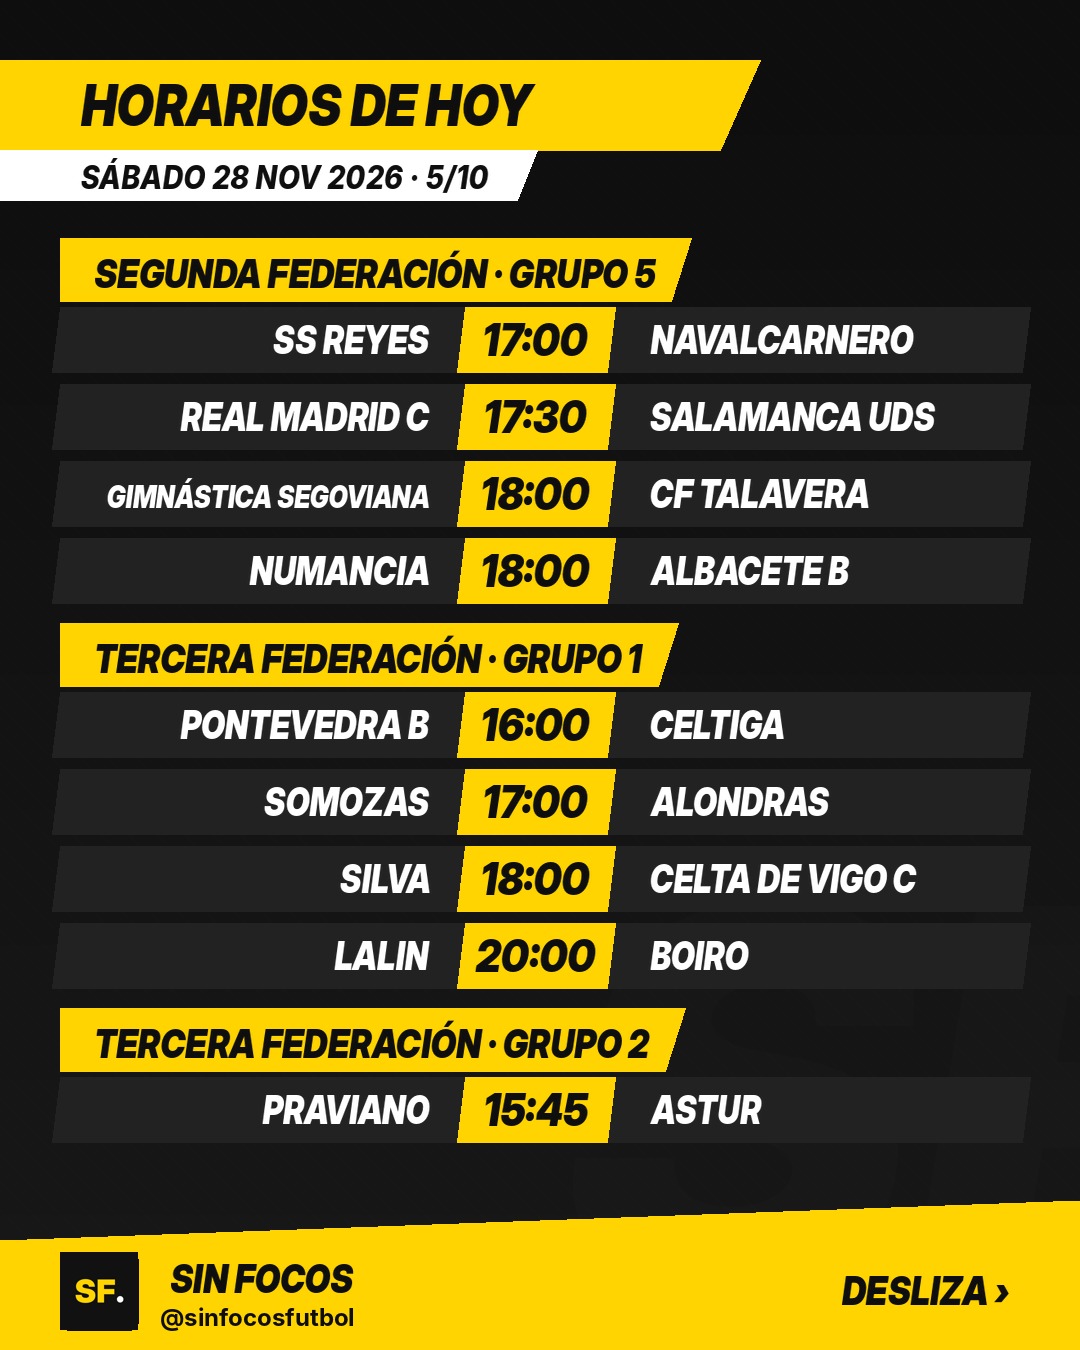 HORARIOS DE HOY
SÁBADO 28 NOV 2026 · 5/10
SEGUNDA FEDERACIÓN · GRUPO 5
SS REYES 17:00 NAVALCARNERO
REAL MADRID C 17:30 SALAMANCA UDS
GIMNÁSTICA SEGOVIANA 18:00 CF TALAVERA
NUMANCIA 18:00 ALBACETE B
TERCERA FEDERACIÓN · GRUPO 1
PONTEVEDRA B 16:00 CELTIGA
SOMOZAS 17:00 ALONDRAS
SILVA 18:00 CELTA DE VIGO C
LALIN 20:00 BOIRO
TERCERA FEDERACIÓN · GRUPO 2
PRAVIANO 15:45 ASTUR
SF.
SIN FOCOS
@sinfocosfutbol
DESLIZA ›